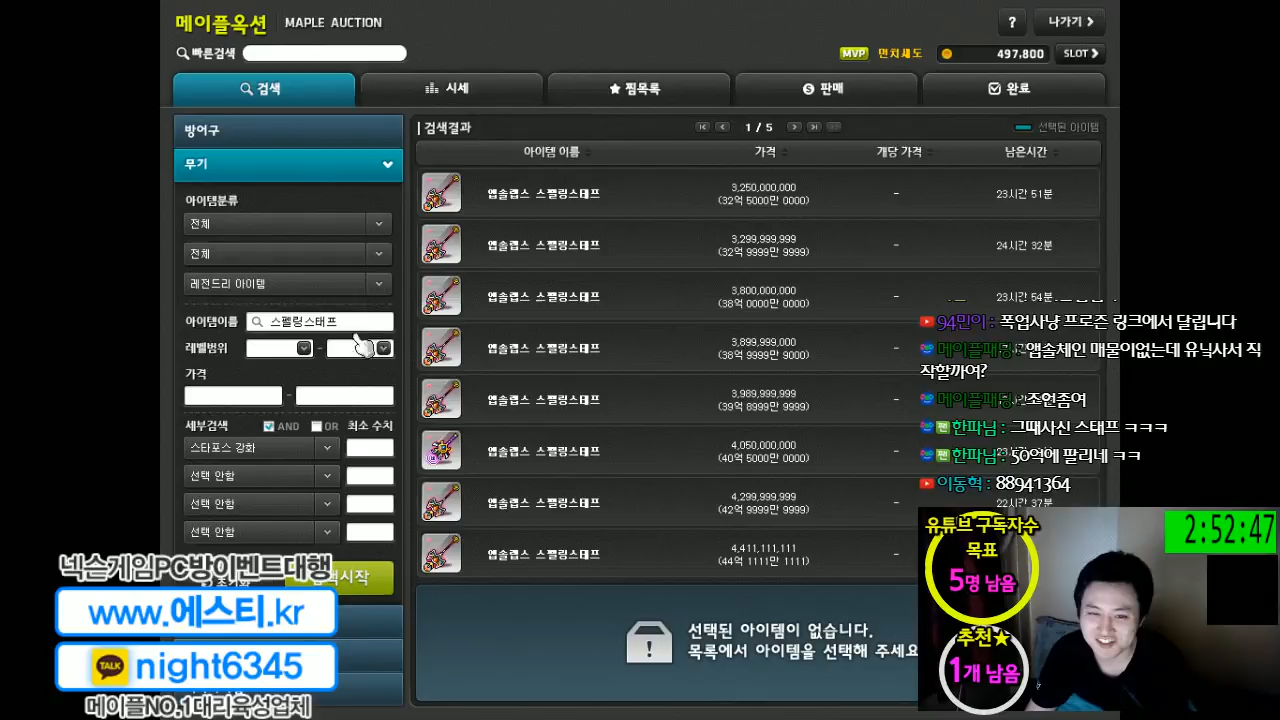 메이플옥션 MAPLE AUCTION
?
나가기
빠른검색
MVP 면치새도 497,800 SLOT
검색
시세
찜목록
판매
완료
방어구
무기
아이템분류
전체
전체
레전드리 아이템
아이템이름 스펠링스태프
레벨범위 -
가격
-
세부검색 AND OR 최소 수치
스타포스 강화
선택 안함
선택 안함
선택 안함
검색결과 1 / 5 선택된 아이템
아이템 이름 가격 개당 가격 남은시간
앱솔랩스 스펠링스태프 3,250,000,000 (32억 5000만 0000) - 23시간 51분
앱솔랩스 스펠링스태프 3,299,999,999 (32억 9999만 9999) - 24시간 32분
앱솔랩스 스펠링스태프 3,800,000,000 (38억 0000만 0000) - 23시간 54분
앱솔랩스 스펠링스태프 3,899,999,999 (38억 9999만 9999) -
앱솔랩스 스펠링스태프 3,989,999,999 (39억 8999만 9999) -
앱솔랩스 스펠링스태프 4,050,000,000 (40억 5000만 0000) -
앱솔랩스 스펠링스태프 4,299,999,999 (42억 9999만 9999) - 22시간 37분
앱솔랩스 스펠링스태프 4,411,111,111 (44억 1111만 1111) -
선택된 아이템이 없습니다.
목록에서 아이템을 선택해 주세요
94민이 : 폭업사냥 프로즌 링크에서 달립니다
메이플패링 : 앱솔체인 매물이없는데 유닠사서 직
작할까여?
메이플패링 : 조언좀여
팬 한파님 : 그때사신 스태프 ㅋㅋㅋ
팬 한파님 : 50억에 팔리네 ㅋㅋ
이동혁 : 88941364
유튜브 구독자수
목표
5명 남음
추천★
1개 남음
2:52:47
넥슨게임PC방이벤트대행
www.에스티.kr
TALK night6345
메이플NO.1대리육성업체